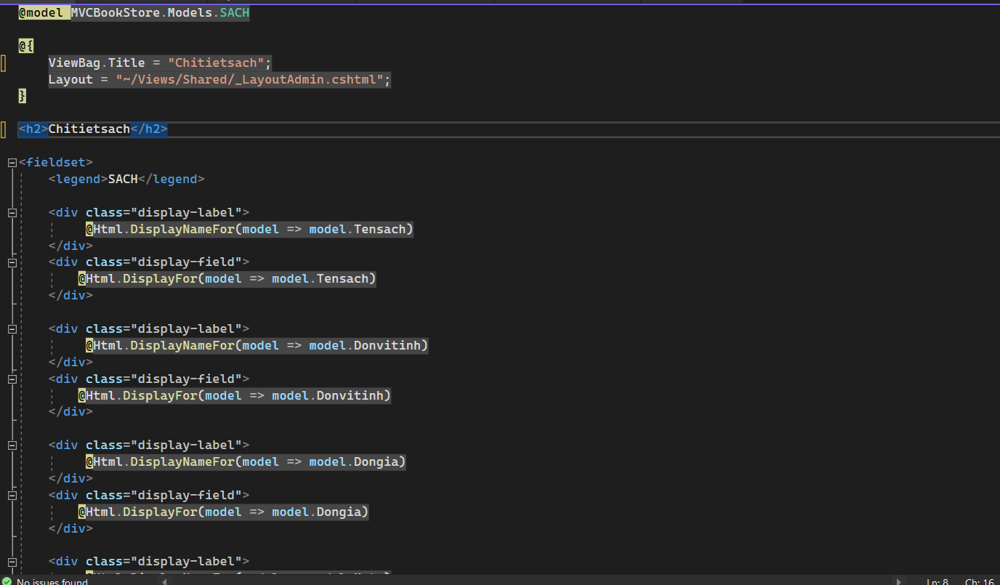 @model MVCBookStore.Models.SACH
@{
ViewBag.Title = "Chitietsach";
Layout = "~/Views/Shared/_LayoutAdmin.cshtml";
}
<h2>Chitietsach</h2>
<fieldset>
<legend>SACH</legend>
<div class="display-label">
@Html.DisplayNameFor(model => model.Tensach)
</div>
<div class="display-field">
@Html.DisplayFor(model => model.Tensach)
</div>
<div class="display-label">
@Html.DisplayNameFor(model => model.Donvitinh)
</div>
<div class="display-field">
@Html.DisplayFor(model => model.Donvitinh)
</div>
<div class="display-label">
@Html.DisplayNameFor(model => model.Dongia)
</div>
<div class="display-field">
@Html.DisplayFor(model => model.Dongia)
</div>
<div class="display-label">
No issues found
Ln: 8 Ch: 16